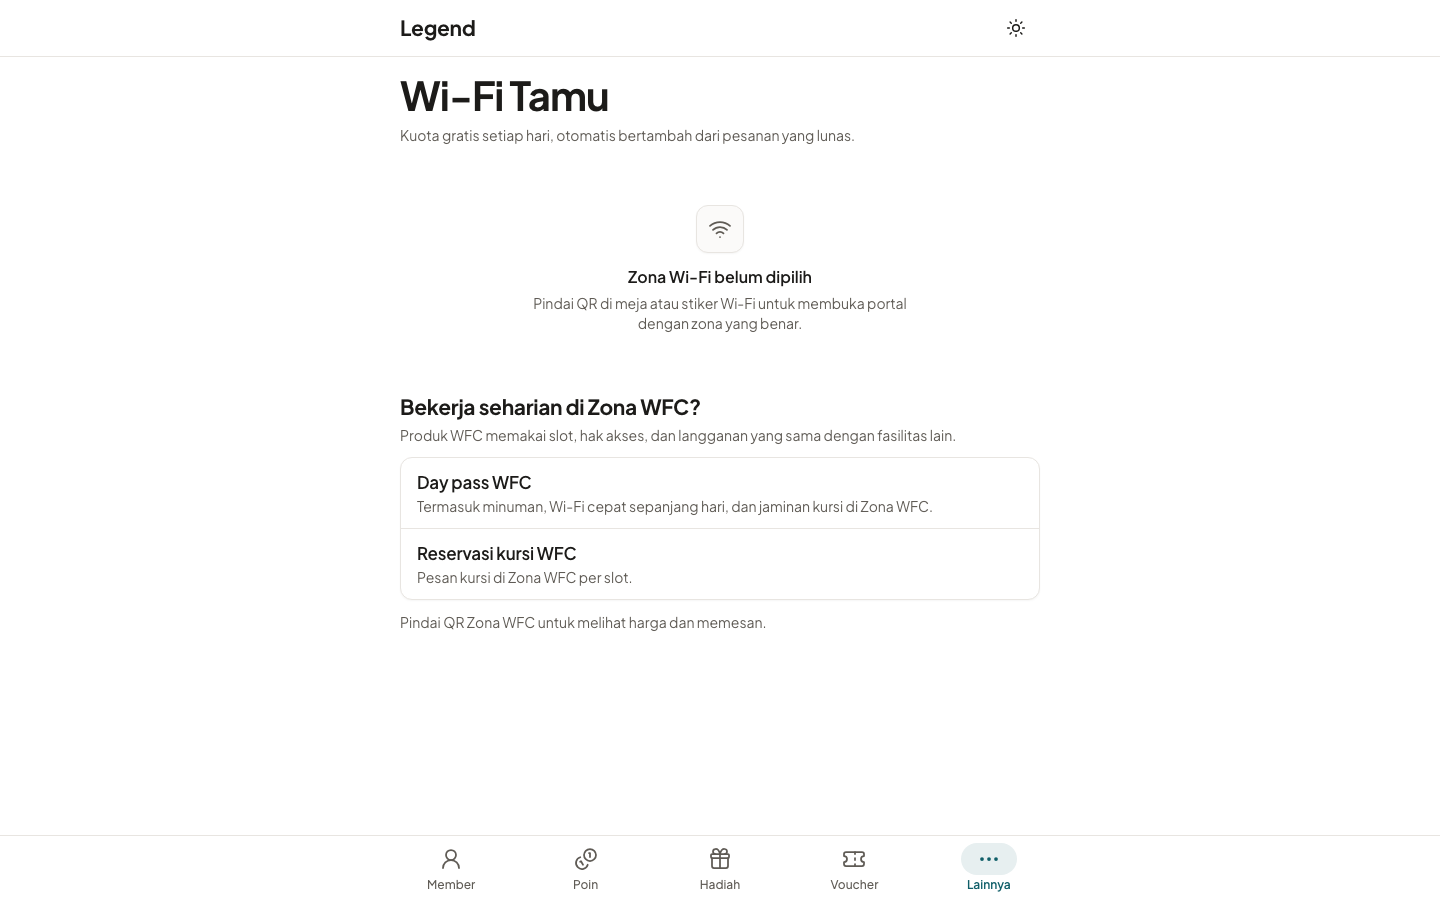 Legend
Wi-Fi Tamu
Kuota gratis setiap hari, otomatis bertambah dari pesanan yang lunas.
Zona Wi-Fi belum dipilih
Pindai QR di meja atau stiker Wi-Fi untuk membuka portal
dengan zona yang benar.
Bekerja seharian di Zona WFC?
Produk WFC memakai slot, hak akses, dan langganan yang sama dengan fasilitas lain.
Day pass WFC
Termasuk minuman, Wi-Fi cepat sepanjang hari, dan jaminan kursi di Zona WFC.
Reservasi kursi WFC
Pesan kursi di Zona WFC per slot.
Pindai QR Zona WFC untuk melihat harga dan memesan.
Member
Poin
Hadiah
Voucher
Lainnya